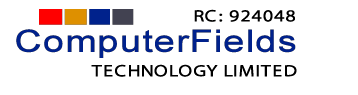 RC: 924048
ComputerFields
TECHNOLOGY LIMITED